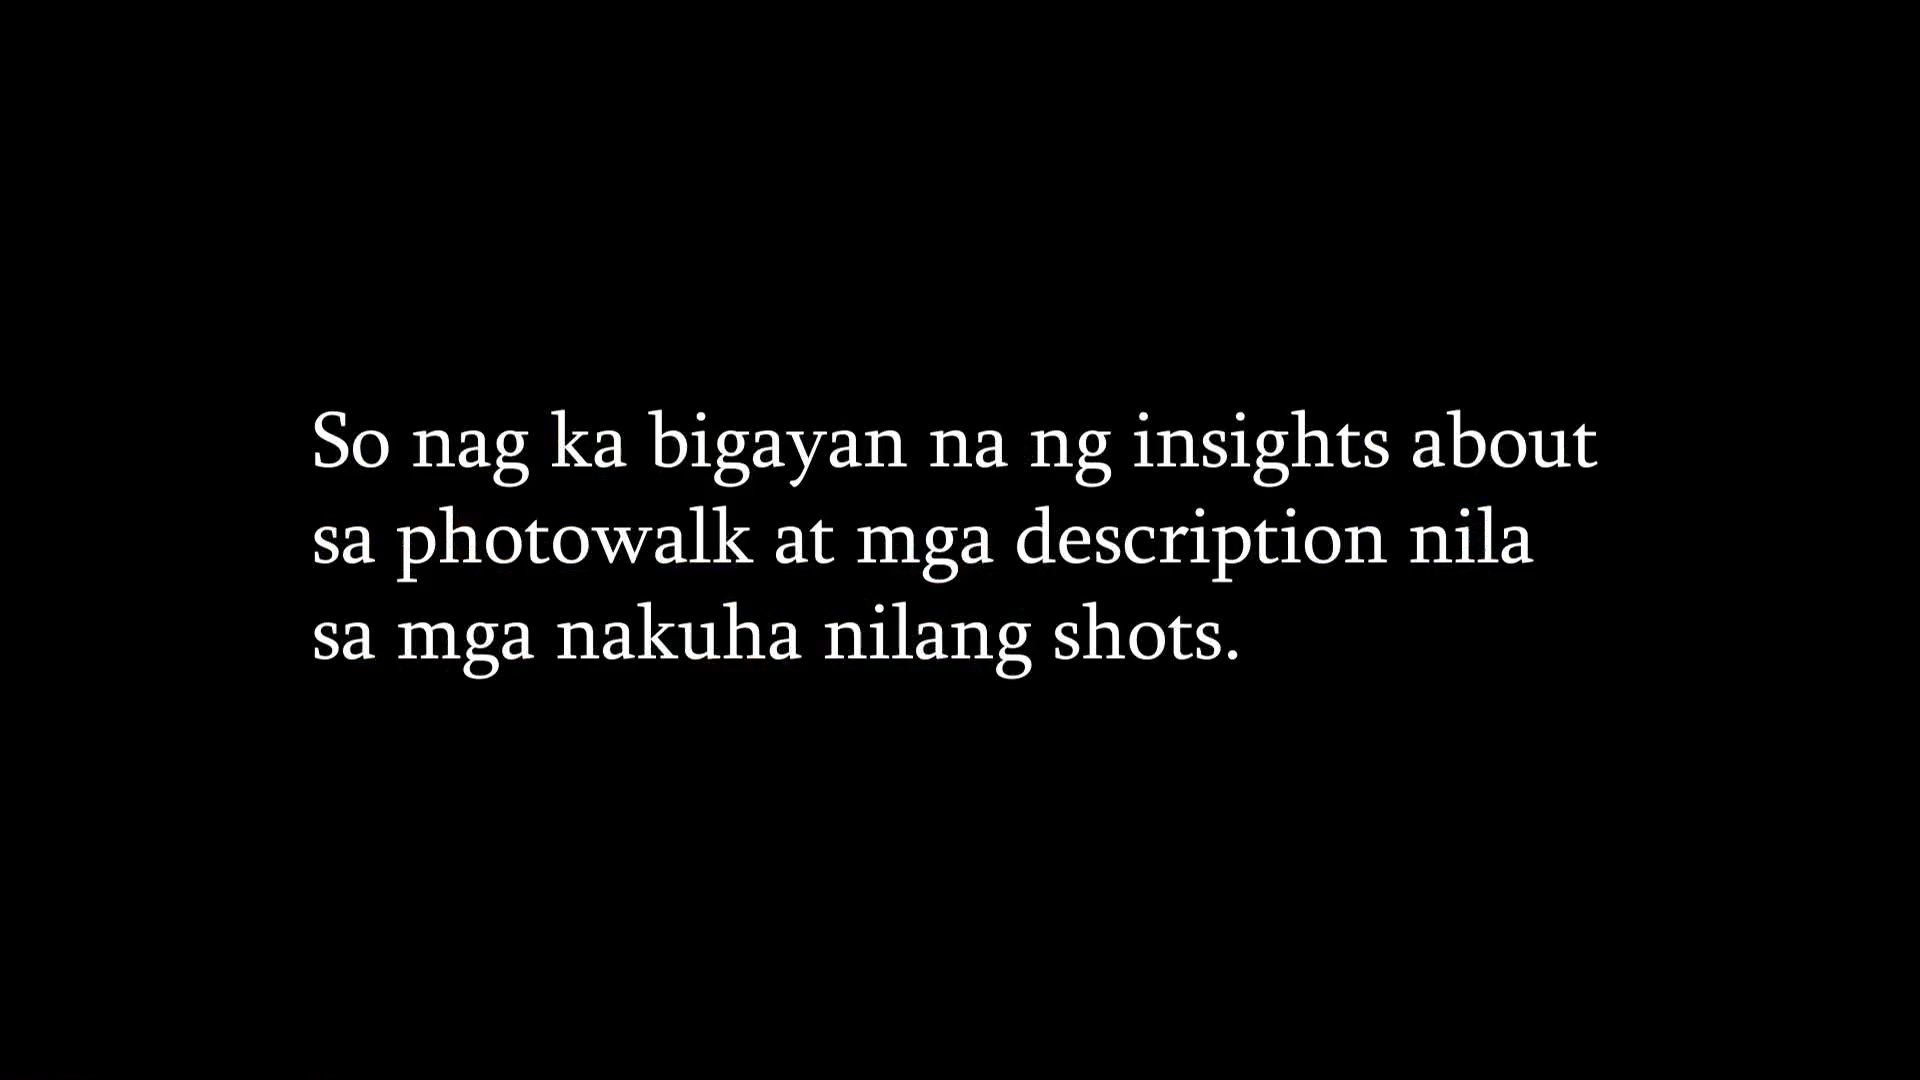 So nag ka bigayan na ng insights about
sa photowalk at mga description nila
sa mga nakuha nilang shots.